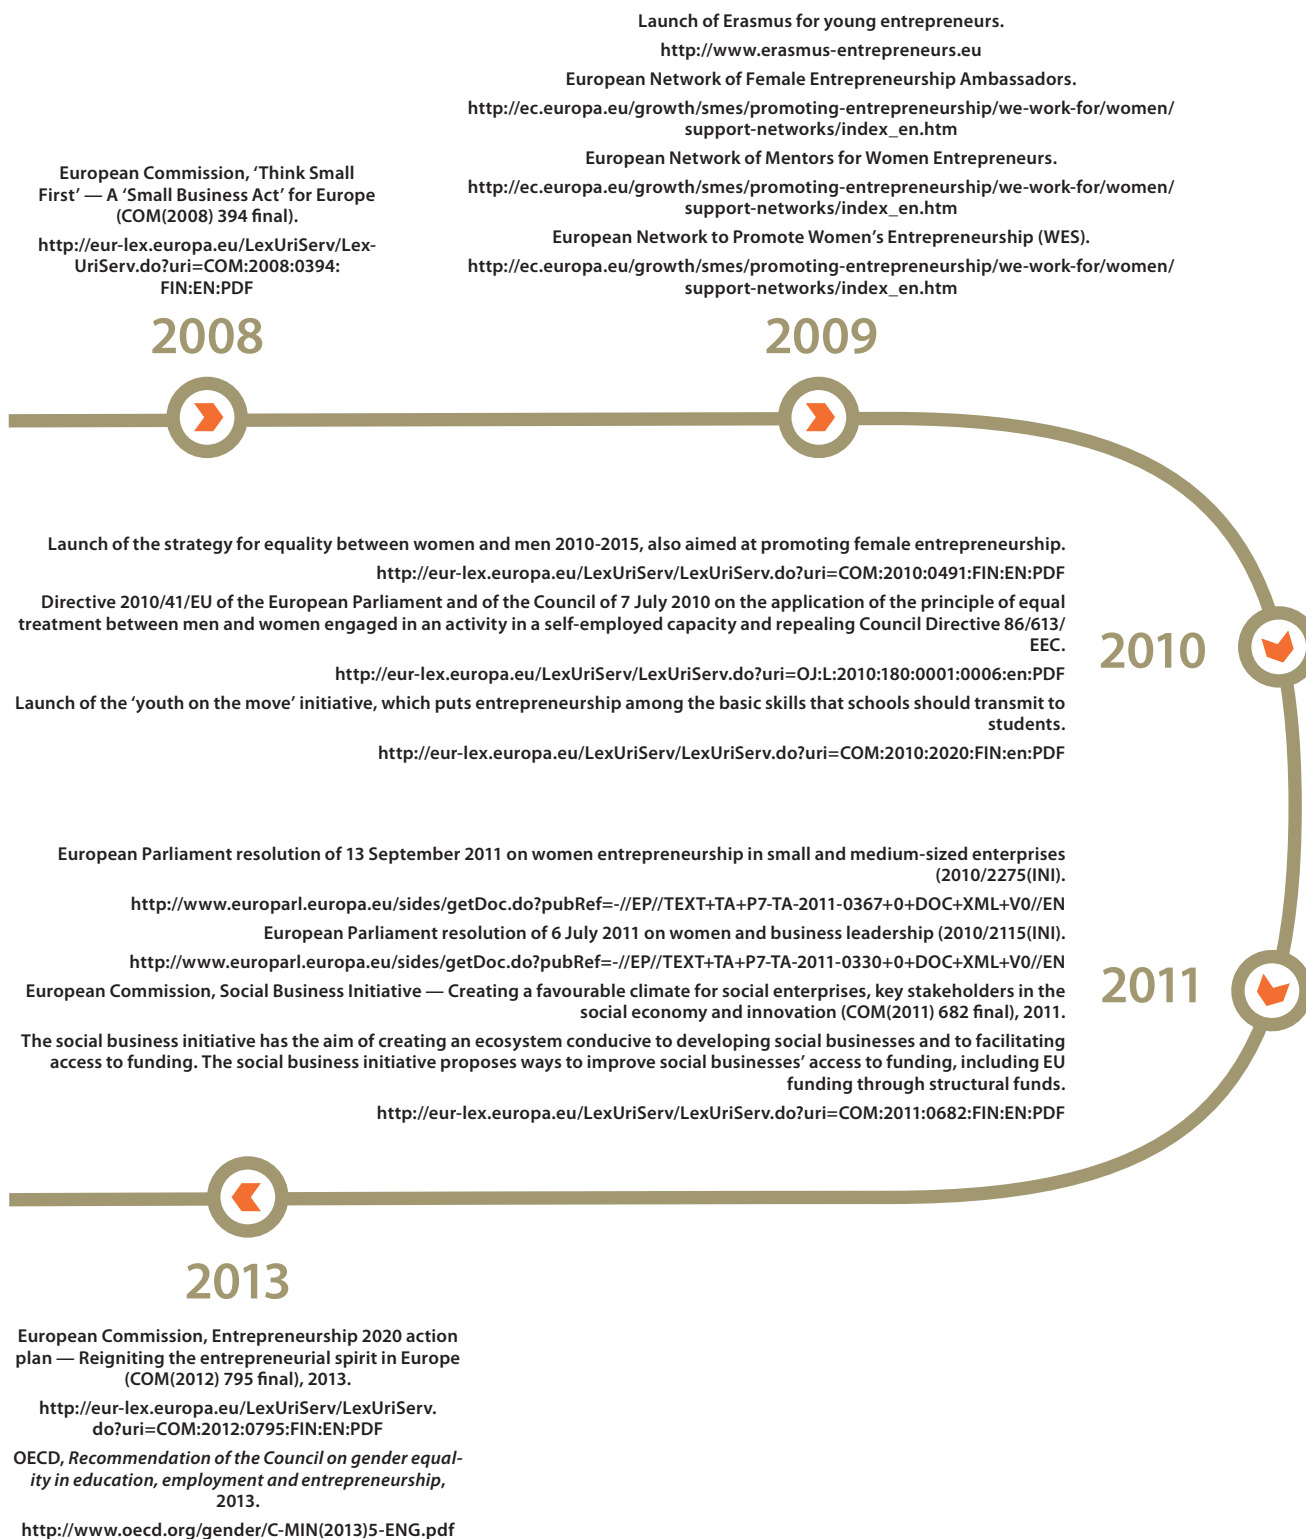 European Commission, ‘Think Small
First’ — A ‘Small Business Act’ for Europe
(COM(2008) 394 final).
http://eur-lex.europa.eu/LexUriServ/Lex-
UriServ.do?uri=COM:2008:0394:
FIN:EN:PDF
2008
Launch of Erasmus for young entrepreneurs.
http://www.erasmus-entrepreneurs.eu
European Network of Female Entrepreneurship Ambassadors.
http://ec.europa.eu/growth/smes/promoting-entrepreneurship/we-work-for/women/
support-networks/index_en.htm
European Network of Mentors for Women Entrepreneurs.
http://ec.europa.eu/growth/smes/promoting-entrepreneurship/we-work-for/women/
support-networks/index_en.htm
European Network to Promote Women’s Entrepreneurship (WES).
http://ec.europa.eu/growth/smes/promoting-entrepreneurship/we-work-for/women/
support-networks/index_en.htm
2009
Launch of the strategy for equality between women and men 2010-2015, also aimed at promoting female entrepreneurship.
http://eur-lex.europa.eu/LexUriServ/LexUriServ.do?uri=COM:2010:0491:FIN:EN:PDF
Directive 2010/41/EU of the European Parliament and of the Council of 7 July 2010 on the application of the principle of equal
treatment between men and women engaged in an activity in a self-employed capacity and repealing Council Directive 86/613/
EEC.
http://eur-lex.europa.eu/LexUriServ/LexUriServ.do?uri=OJ:L:2010:180:0001:0006:en:PDF
Launch of the ‘youth on the move’ initiative, which puts entrepreneurship among the basic skills that schools should transmit to
students.
http://eur-lex.europa.eu/LexUriServ/LexUriServ.do?uri=COM:2010:2020:FIN:en:PDF
2010
European Parliament resolution of 13 September 2011 on women entrepreneurship in small and medium-sized enterprises
(2010/2275(INI).
http://www.europarl.europa.eu/sides/getDoc.do?pubRef=-//EP//TEXT+TA+P7-TA-2011-0367+0+DOC+XML+V0//EN
European Parliament resolution of 6 July 2011 on women and business leadership (2010/2115(INI).
http://www.europarl.europa.eu/sides/getDoc.do?pubRef=-//EP//TEXT+TA+P7-TA-2011-0330+0+DOC+XML+V0//EN
European Commission, Social Business Initiative — Creating a favourable climate for social enterprises, key stakeholders in the
social economy and innovation (COM(2011) 682 final), 2011.
The social business initiative has the aim of creating an ecosystem conducive to developing social businesses and to facilitating
access to funding. The social business initiative proposes ways to improve social businesses’ access to funding, including EU
funding through structural funds.
http://eur-lex.europa.eu/LexUriServ/LexUriServ.do?uri=COM:2011:0682:FIN:EN:PDF
2011
2013
European Commission, Entrepreneurship 2020 action
plan — Reigniting the entrepreneurial spirit in Europe
(COM(2012) 795 final), 2013.
http://eur-lex.europa.eu/LexUriServ/LexUriServ.
do?uri=COM:2012:0795:FIN:EN:PDF
OECD, Recommendation of the Council on gender equal-
ity in education, employment and entrepreneurship,
2013.
http://www.oecd.org/gender/C-MIN(2013)5-ENG.pdf